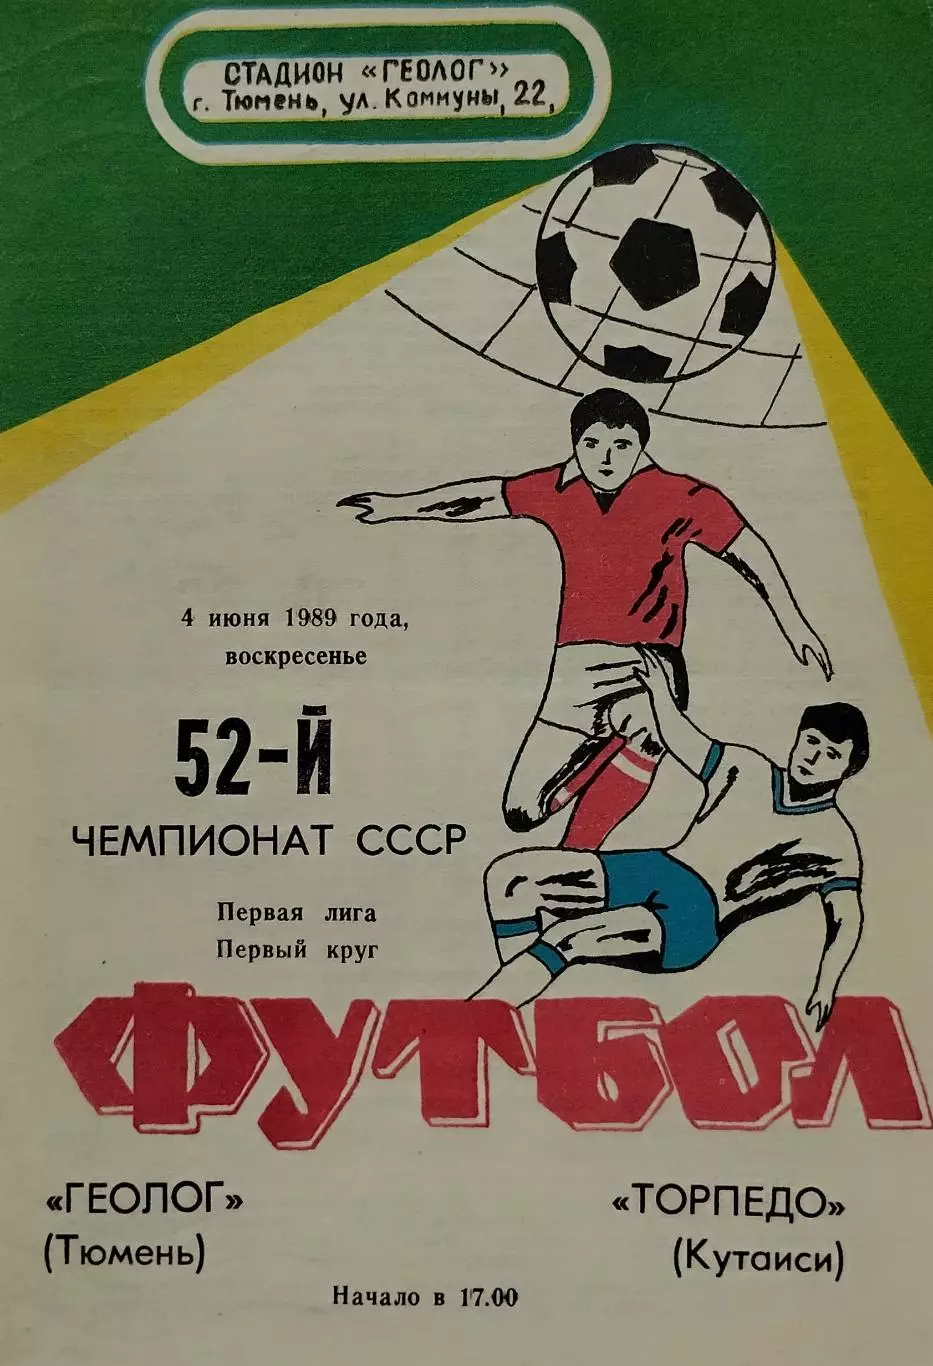 СТАДИОН «ГЕОЛОГ»
г. Тюмень, ул. Коммуны, 22,
4 июня 1989 года,
воскресенье
52-Й
ЧЕМПИОНАТ СССР
Первая лига
Первый круг
ФУТБОЛ
«ГЕОЛОГ»
(Тюмень)
«ТОРПЕДО»
(Кутаиси)
Начало в 17.00